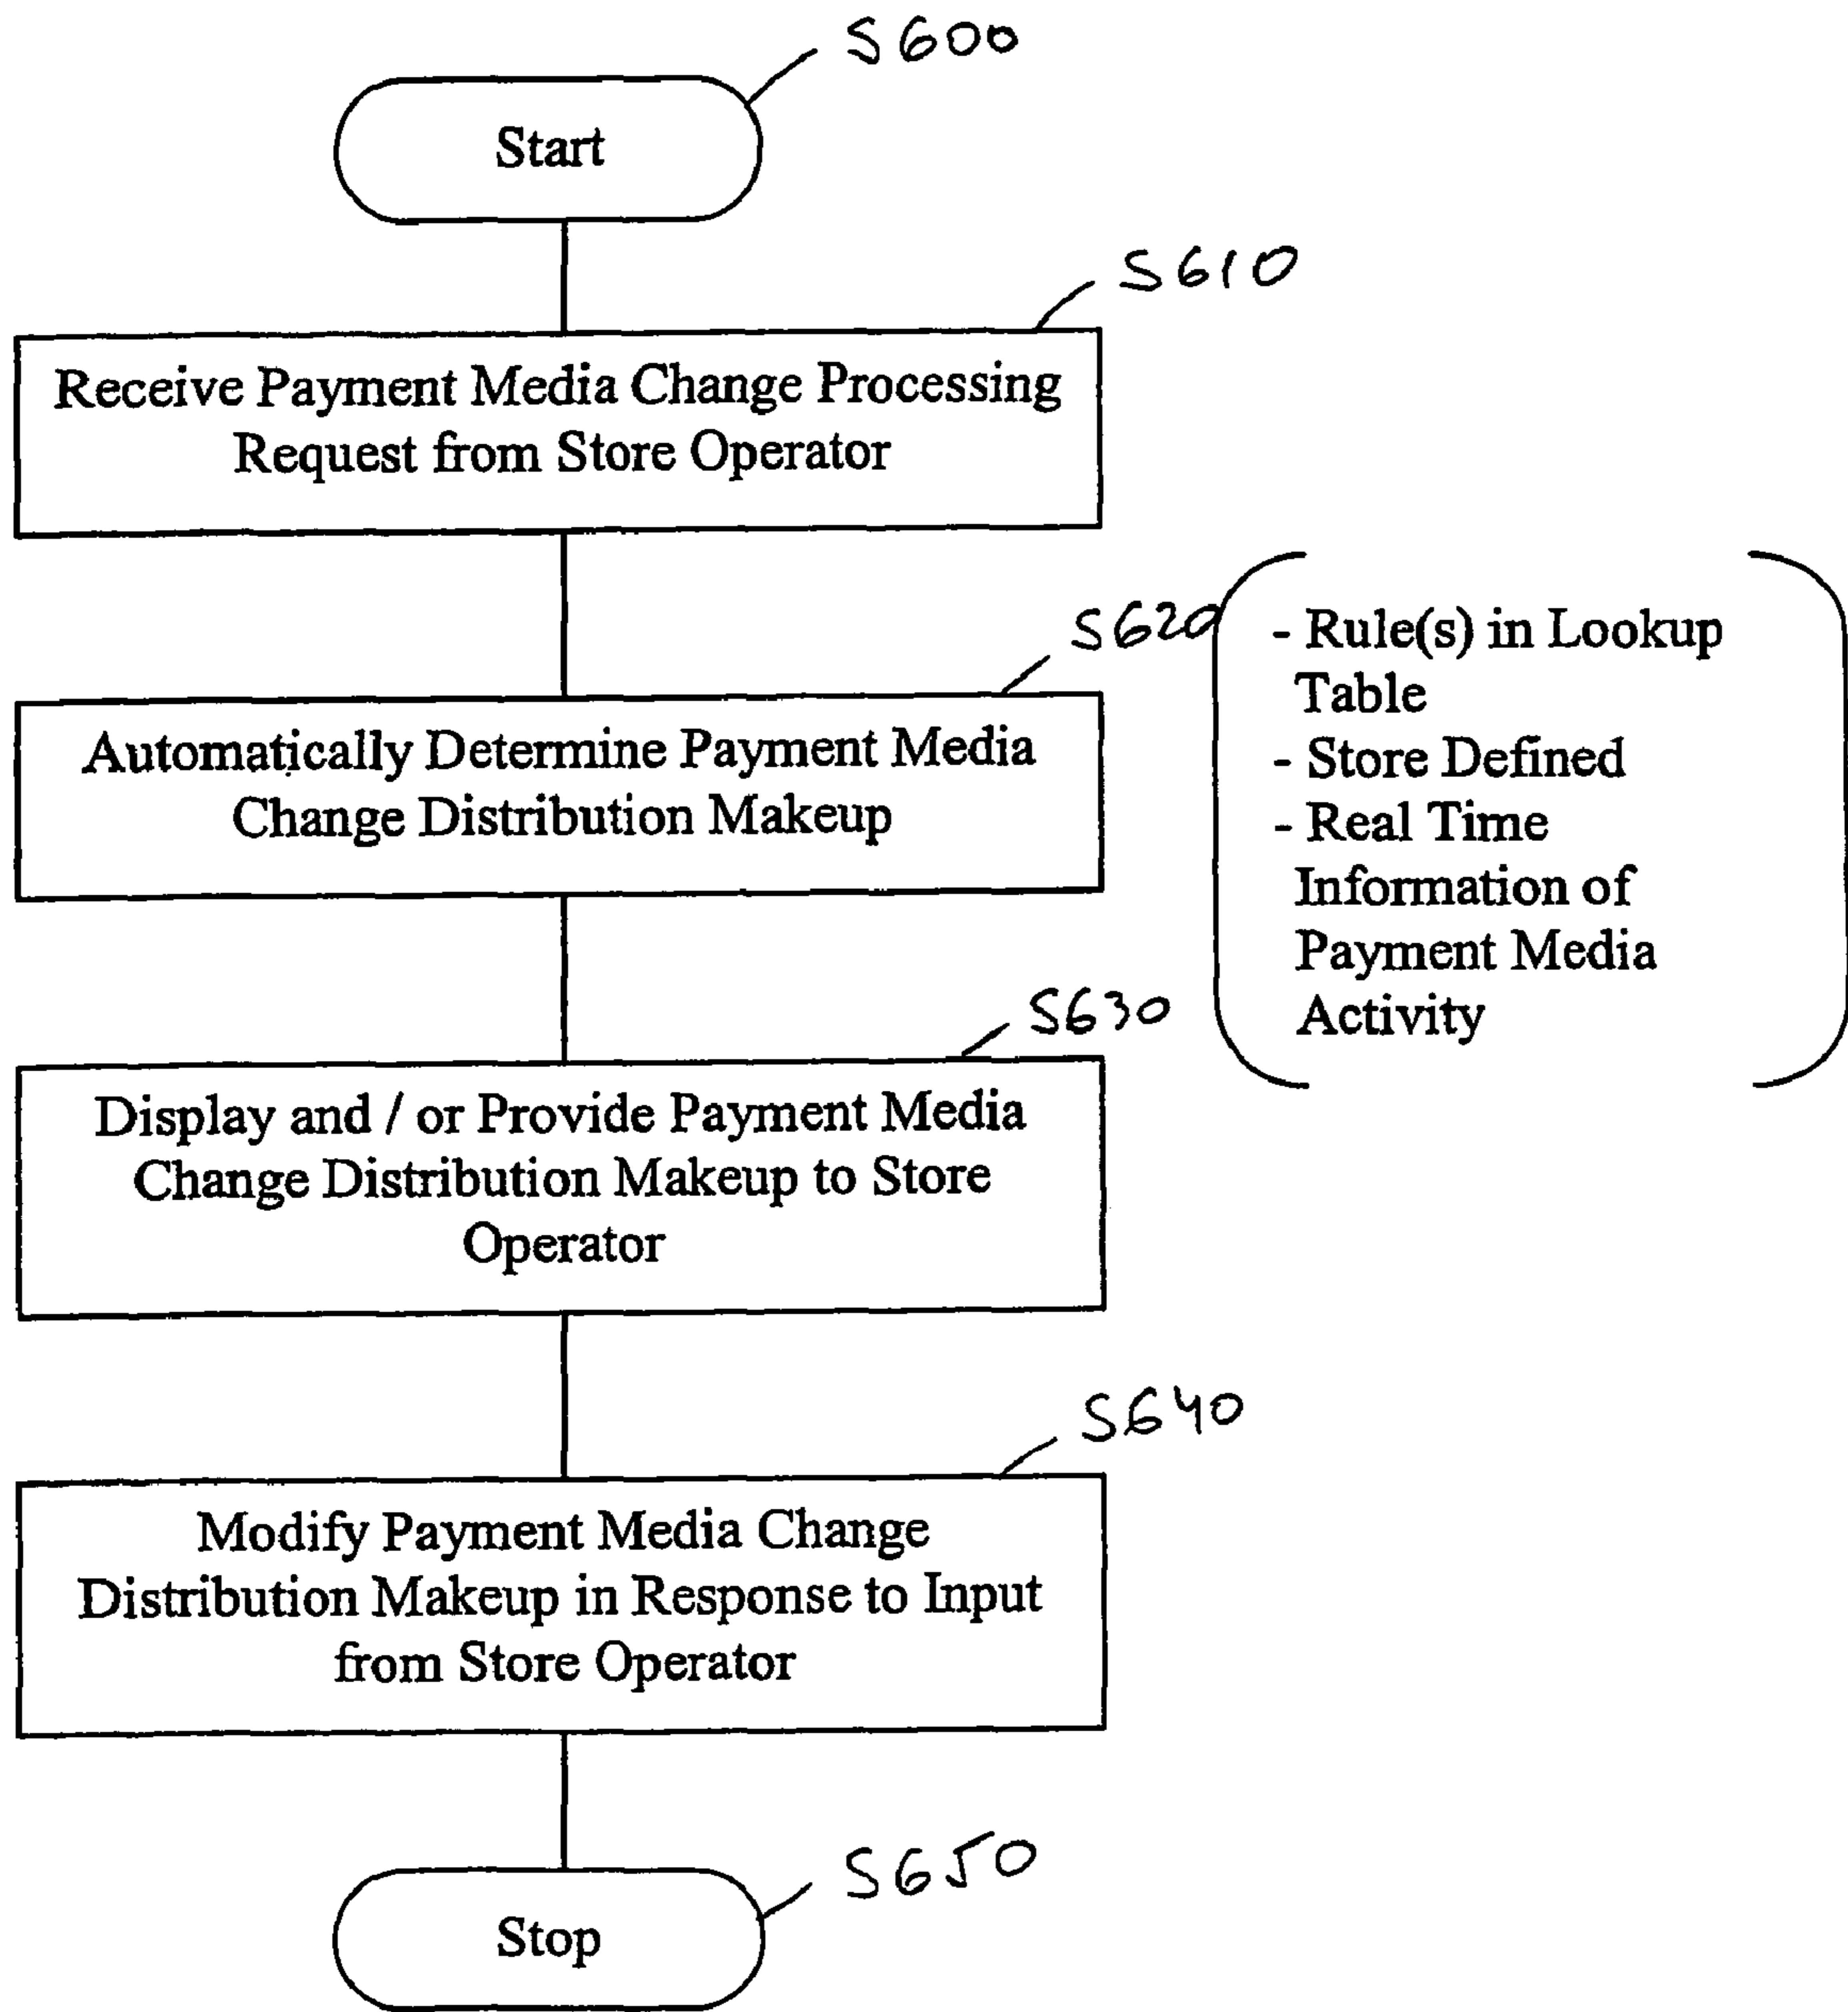 S600
Start
S610
Receive Payment Media Change Processing
Request from Store Operator
S620
Automatically Determine Payment Media
Change Distribution Makeup
- Rule(s) in Lookup
Table
- Store Defined
- Real Time
Information of
Payment Media
Activity
S630
Display and / or Provide Payment Media
Change Distribution Makeup to Store
Operator
S640
Modify Payment Media Change
Distribution Makeup in Response to Input
from Store Operator
S650
Stop